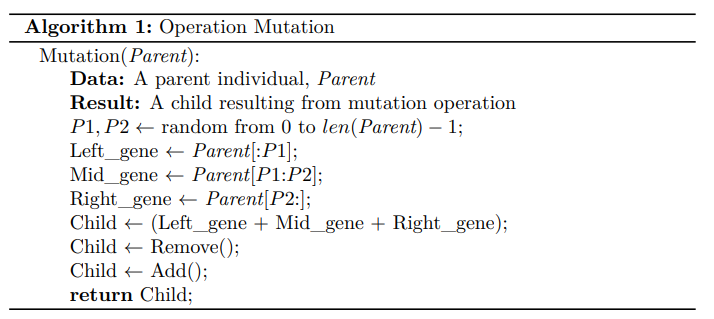 Algorithm 1: Operation Mutation
Mutation(Parent):
Data: A parent individual, Parent
Result: A child resulting from mutation operation
P1, P2 ← random from 0 to len(Parent) − 1;
Left_gene ← Parent[:P1];
Mid_gene ← Parent[P1:P2];
Right_gene ← Parent[P2:];
Child ← (Left_gene + Mid_gene + Right_gene);
Child ← Remove();
Child ← Add();
return Child;